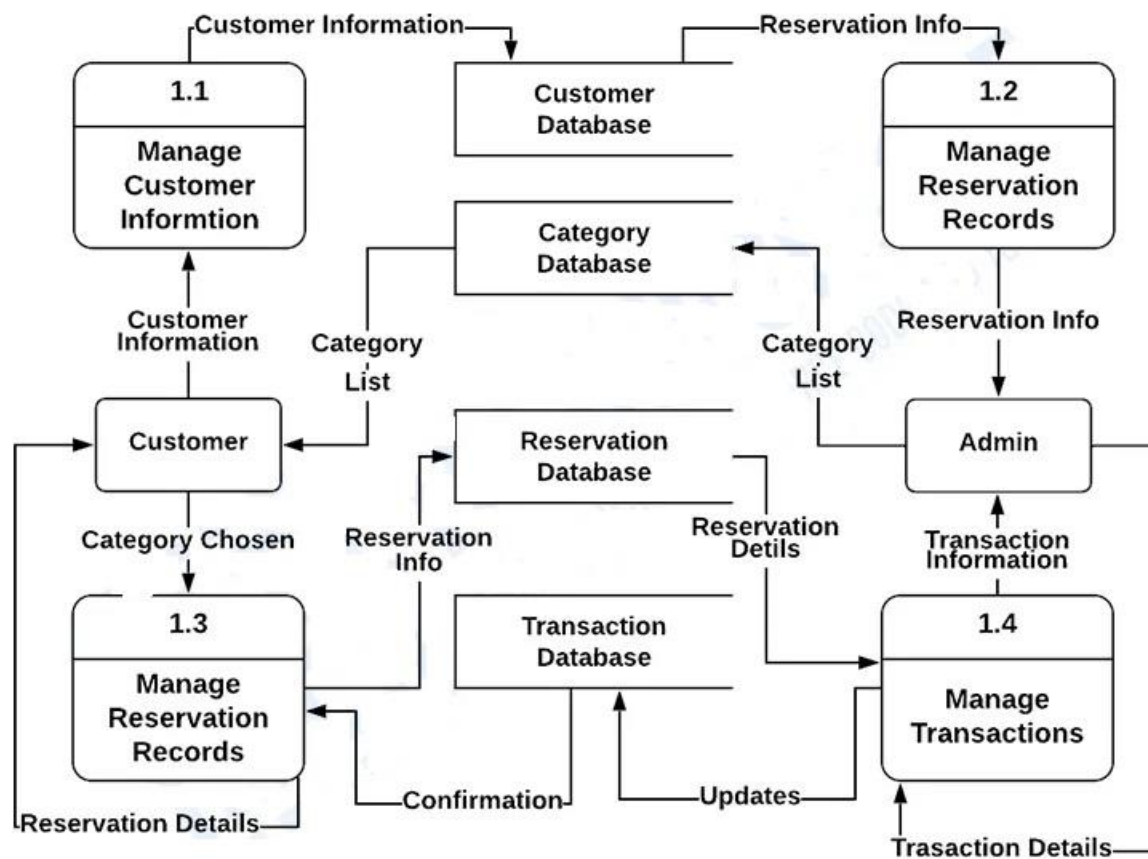 Customer Information
Reservation Info
1.1
Manage
Customer
Informtion
Customer
Database
1.2
Manage
Reservation
Records
Category
Database
Customer
Information
Category
List
Category
List
Reservation Info
Customer
Reservation
Database
Admin
Category Chosen
Reservation
Info
Reservation
Detils
Transaction
Information
1.3
Manage
Reservation
Records
Transaction
Database
1.4
Manage
Transactions
Confirmation
Updates
Reservation Details
Trasaction Details